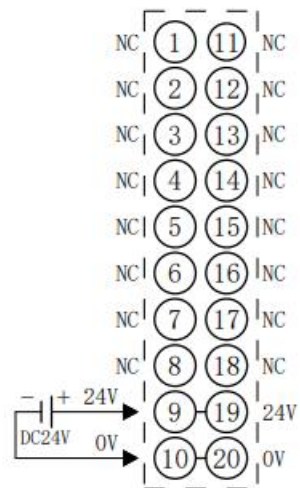 NC 1 11 NC
NC 2 12 NC
NC 3 13 NC
NC 4 14 NC
NC 5 15 NC
NC 6 16 NC
NC 7 17 NC
NC 8 18 NC
- + 24V 9 19 24V
DC24V 0V 10 20 0V